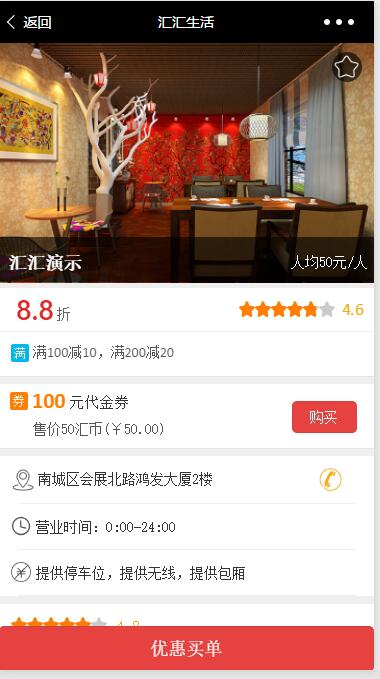 返回
汇汇生活
汇汇演示
人均50元/人
8.8折
4.6
满 满100减10，满200减20
券 100 元代金券
售价50汇币(￥50.00)
购买
南城区会展北路鸿发大厦2楼
营业时间：0:00-24:00
提供停车位，提供无线，提供包厢
4.8
优惠买单